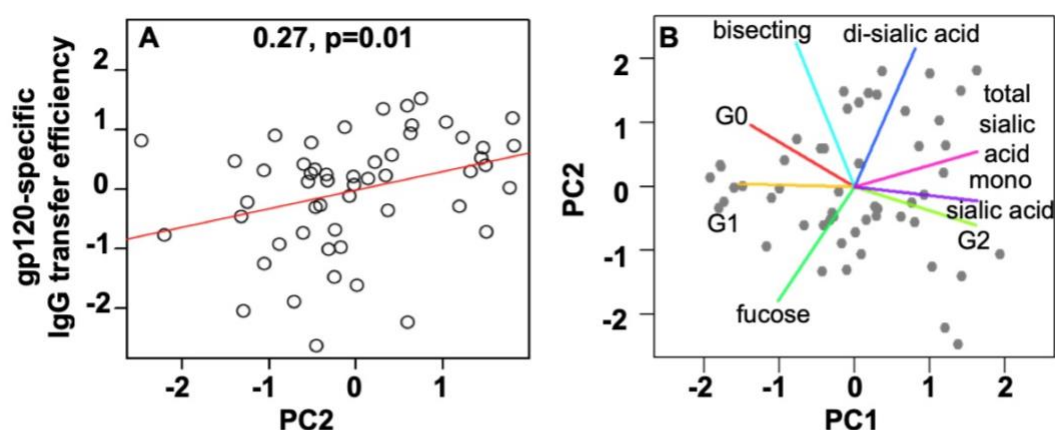 A
0.27, p=0.01
gp120-specific
IgG transfer efficiency
2
1
0
-1
-2
-2
-1
0
1
PC2
B
bisecting
di-sialic acid
total
sialic
acid
mono
sialic acid
G0
G1
G2
fucose
PC2
2
1
0
-1
-2
-2
-1
0
1
2
PC1